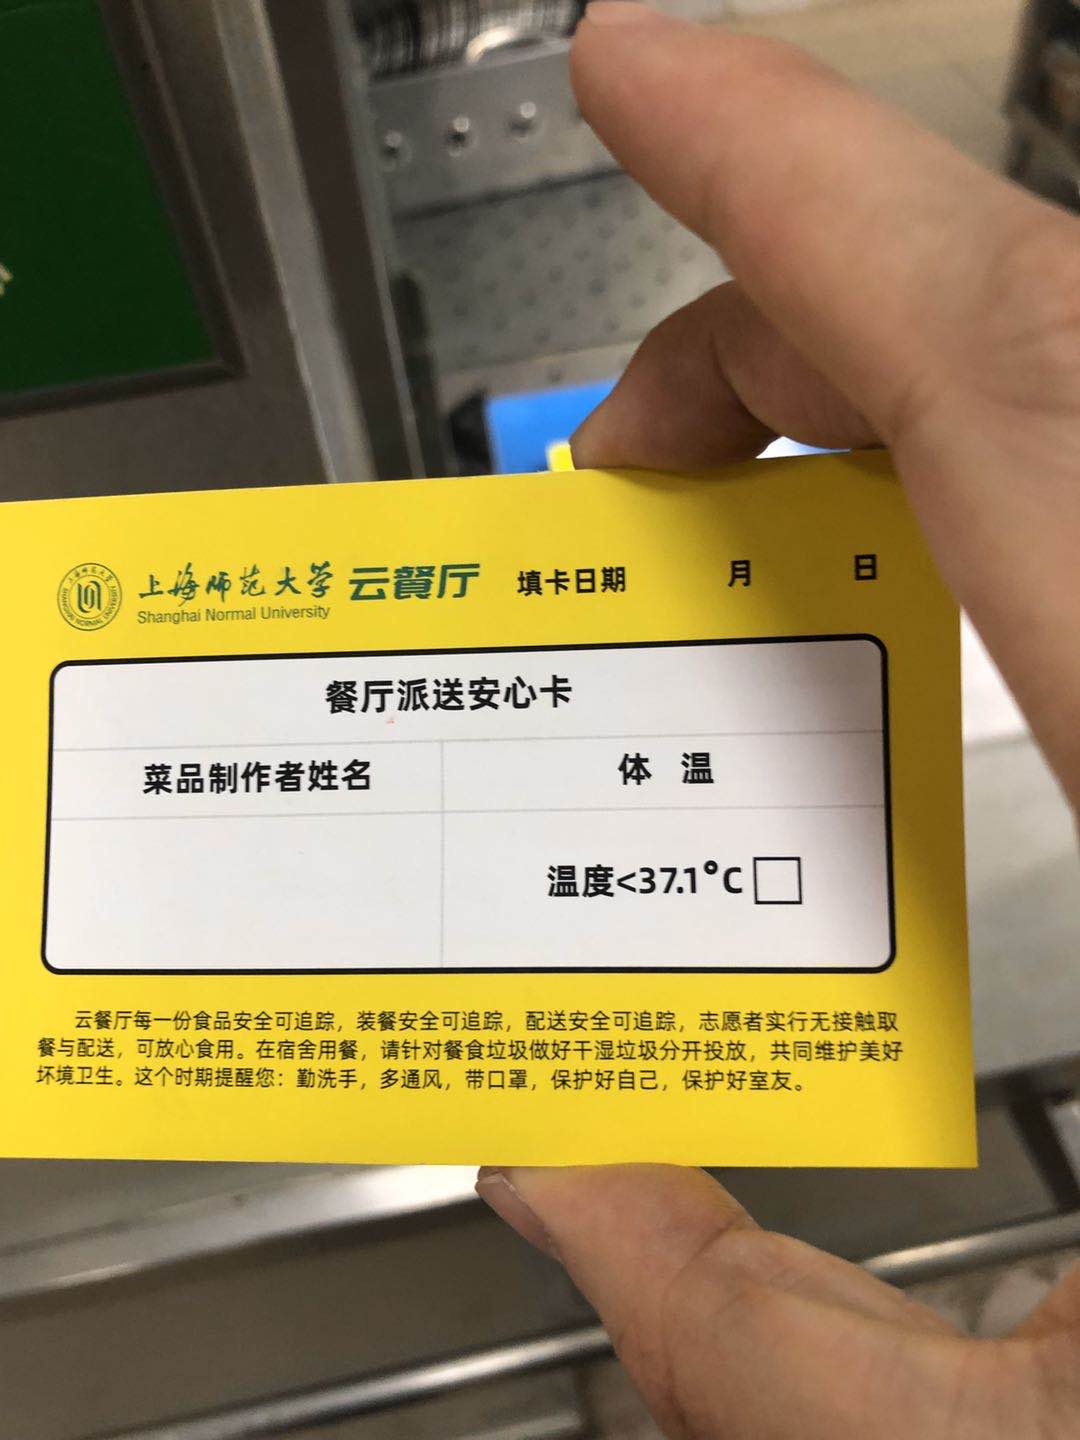 上海师范大学 云餐厅 填卡日期 月 日
Shanghai Normal University
餐厅派送安心卡
菜品制作者姓名 体 温
温度<37.1°C
云餐厅每一份食品安全可追踪，装餐安全可追踪，配送安全可追踪，志愿者实行无接触取
餐与配送，可放心食用。在宿舍用餐，请针对餐食垃圾做好干湿垃圾分开投放，共同维护美好
环境卫生。这个时期提醒您：勤洗手，多通风，带口罩，保护好自己，保护好室友。